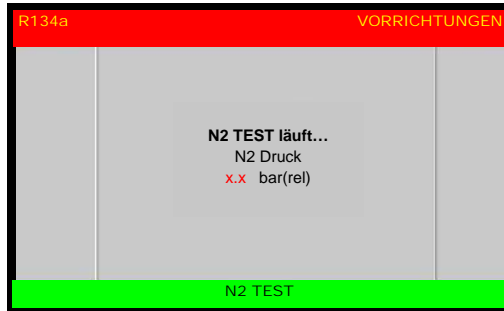 R134a VORRICHTUNGEN
N2 TEST läuft…
N2 Druck
x.x bar(rel)
N2 TEST